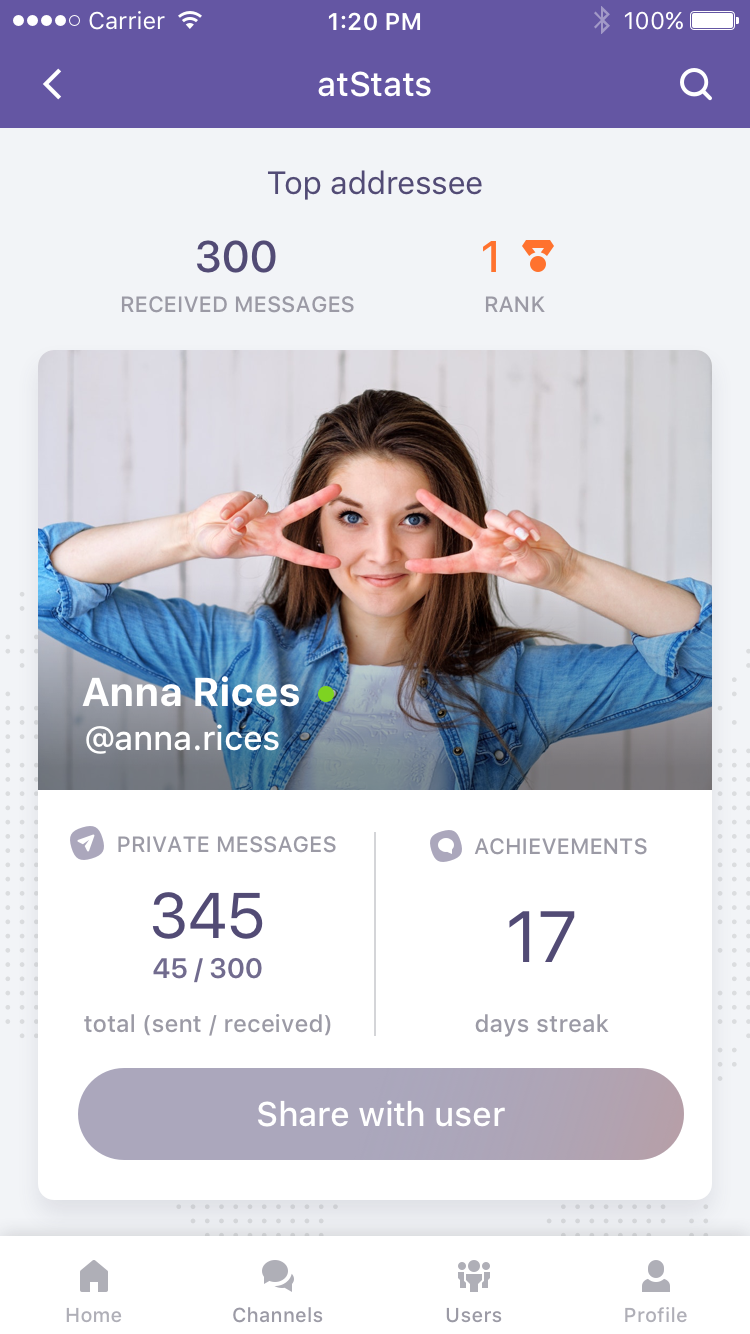 Carrier 1:20 PM 100%
atStats
Top addressee
300 1
RECEIVED MESSAGES RANK
Anna Rices
@anna.rices
PRIVATE MESSAGES ACHIEVEMENTS
345 17
45 / 300
total (sent / received) days streak
Share with user
Home Channels Users Profile